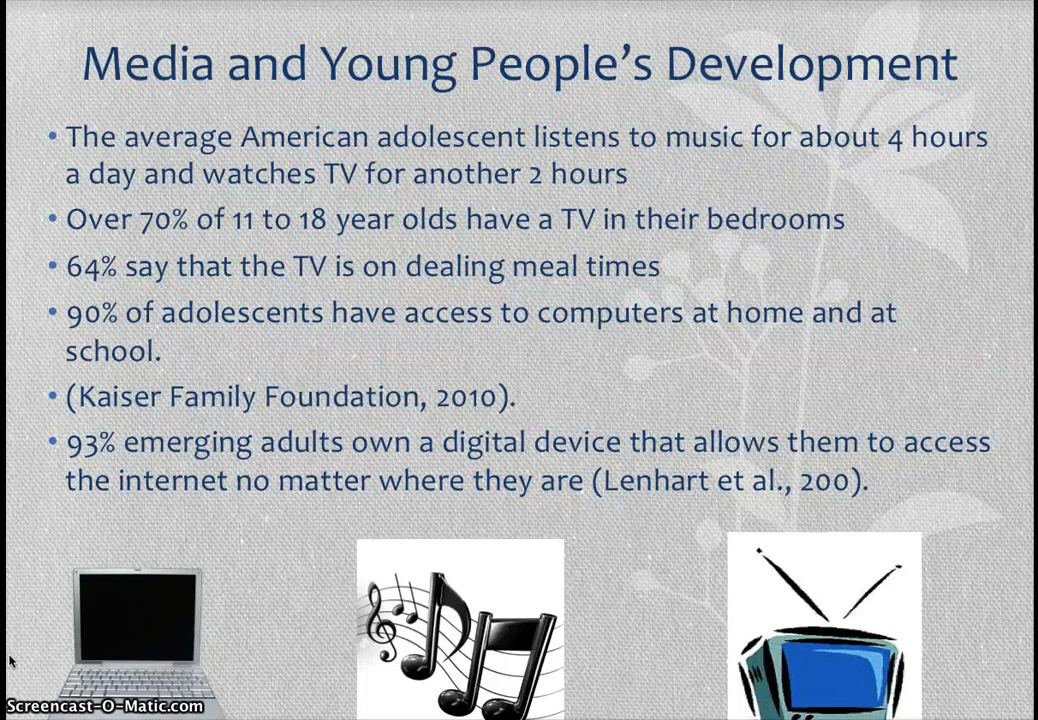 Media and Young People’s Development
• The average American adolescent listens to music for about 4 hours
a day and watches TV for another 2 hours
• Over 70% of 11 to 18 year olds have a TV in their bedrooms
• 64% say that the TV is on dealing meal times
• 90% of adolescents have access to computers at home and at
school.
• (Kaiser Family Foundation, 2010).
• 93% emerging adults own a digital device that allows them to access
the internet no matter where they are (Lenhart et al., 200).
Screencast-O-Matic.com